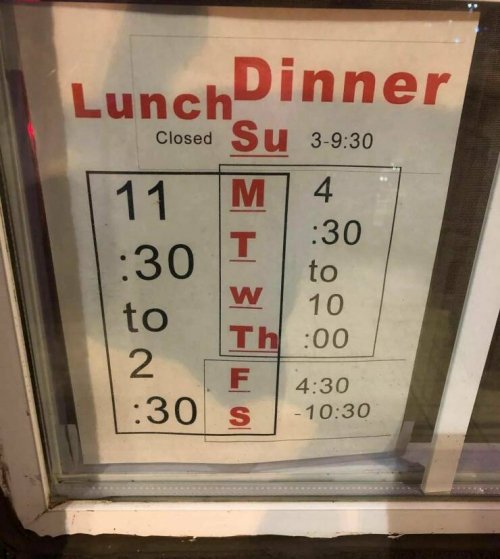 Lunch Dinner
Closed Su 3-9:30
11 M 4
:30 T :30
to W to
2 Th 10
:30 F :00
S 4:30
-10:30